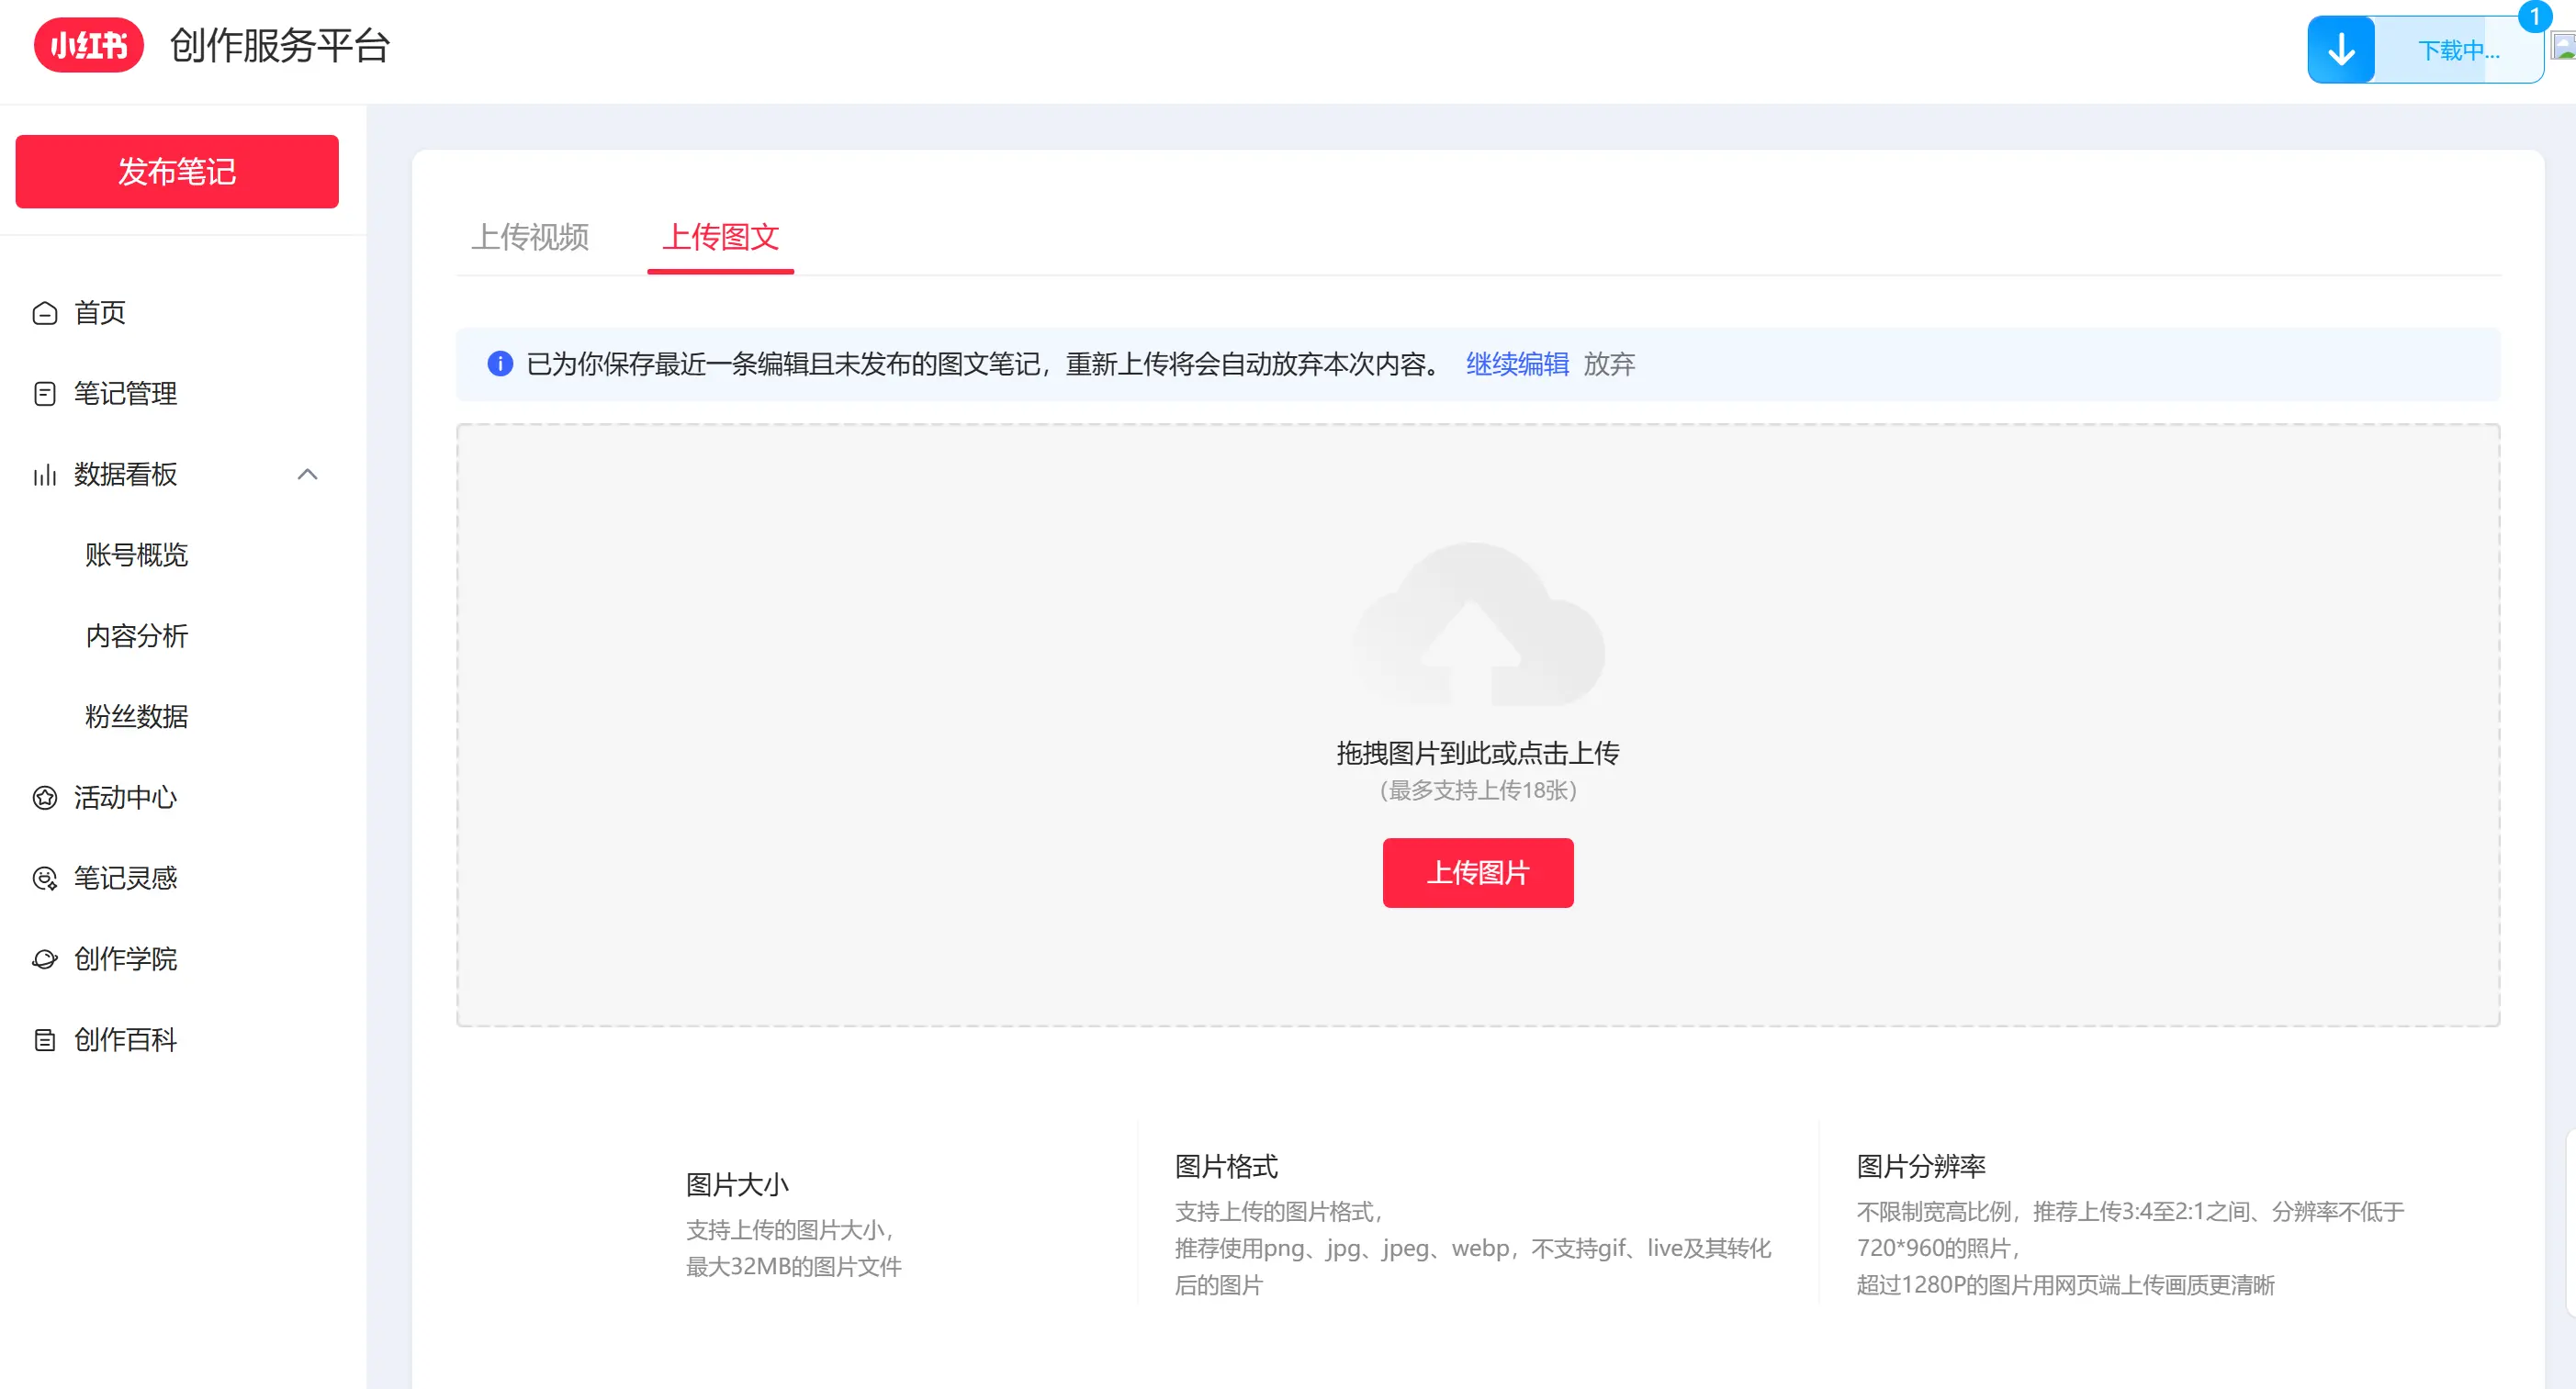 小红书 创作服务平台
1
下载中...
发布笔记
首页
笔记管理
数据看板
账号概览
内容分析
粉丝数据
活动中心
笔记灵感
创作学院
创作百科
上传视频 上传图文
已为你保存最近一条编辑且未发布的图文笔记，重新上传将会自动放弃本次内容。 继续编辑 放弃
拖拽图片到此或点击上传
（最多支持上传18张）
上传图片
图片大小
支持上传的图片大小，
最大32MB的图片文件
图片格式
支持上传的图片格式，
推荐使用png、jpg、jpeg、webp，不支持gif、live及其转化
后的图片
图片分辨率
不限制宽高比例，推荐上传3:4至2:1之间、分辨率不低于
720*960的照片，
超过1280P的图片用网页端上传画质更清晰